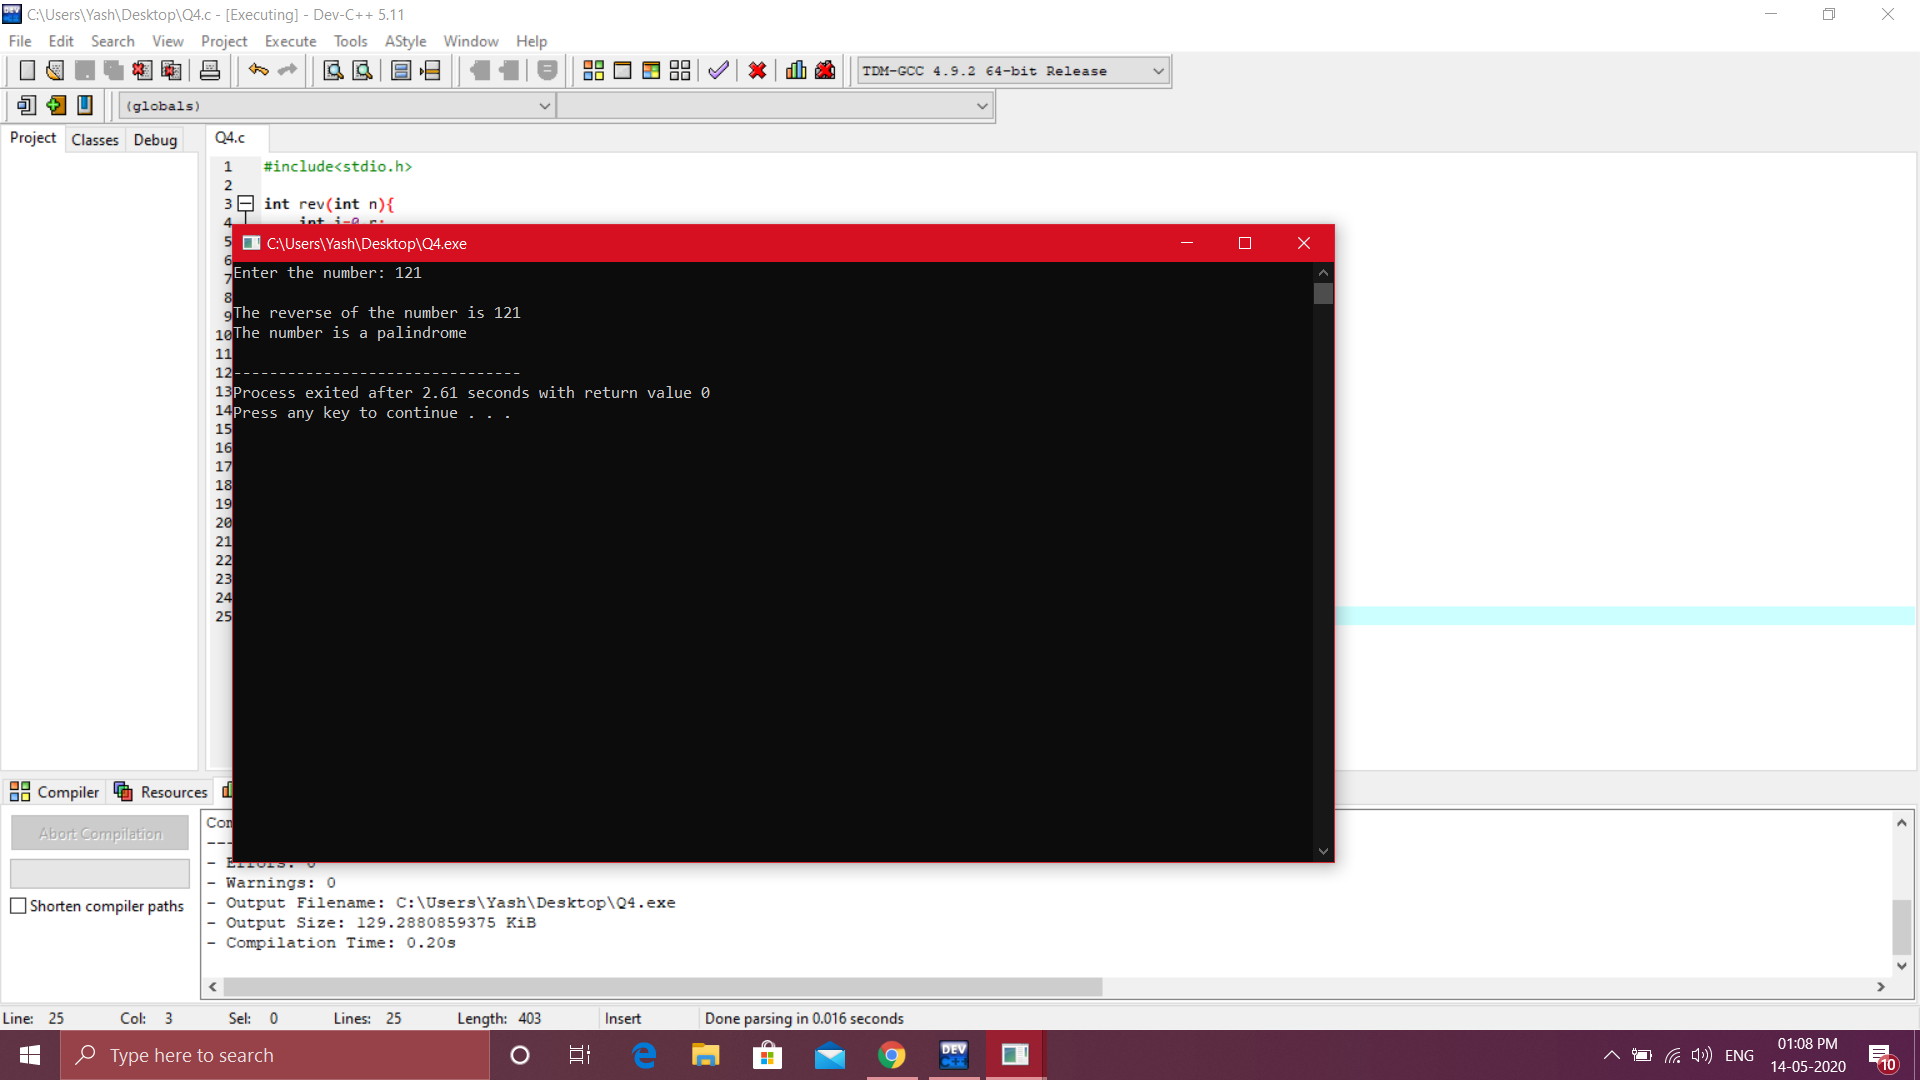 C:\Users\Yash\Desktop\Q4.c - [Executing] - Dev-C++ 5.11
File Edit Search View Project Execute Tools AStyle Window Help
TDM-GCC 4.9.2 64-bit Release
(globals)
Project Classes Debug
Q4.c
1 #include<stdio.h>
2
3 int rev(int n){
4
5
C:\Users\Yash\Desktop\Q4.exe
6
Enter the number: 121
7
8
9
The reverse of the number is 121
10
The number is a palindrome
11
12
--------------------------------
13
Process exited after 2.61 seconds with return value 0
14
Press any key to continue . . .
15
16
17
18
19
20
21
22
23
24
25
Compiler Resources
Abort Compilation
Shorten compiler paths
- Errors: 0
- Warnings: 0
- Output Filename: C:\Users\Yash\Desktop\Q4.exe
- Output Size: 129.2880859375 KiB
- Compilation Time: 0.20s
Line: 25 Col: 3 Sel: 0 Lines: 25 Length: 403 Insert Done parsing in 0.016 seconds
Type here to search
DEV C++
ENG
01:08 PM
14-05-2020
10